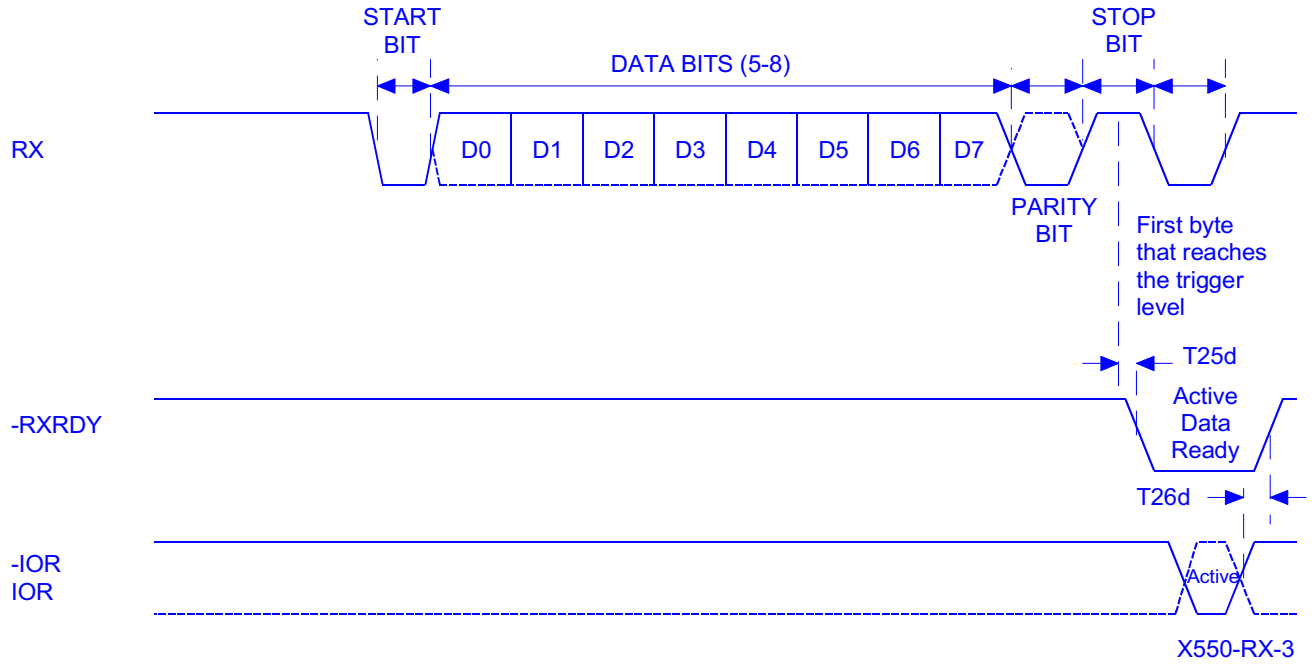 START
BIT
STOP
BIT
DATA BITS (5-8)
RX
D0 D1 D2 D3 D4 D5 D6 D7
PARITY
BIT
First byte
that reaches
the trigger
level
T25d
-RXRDY
Active
Data
Ready
T26d
-IOR
IOR
Active
X550-RX-3